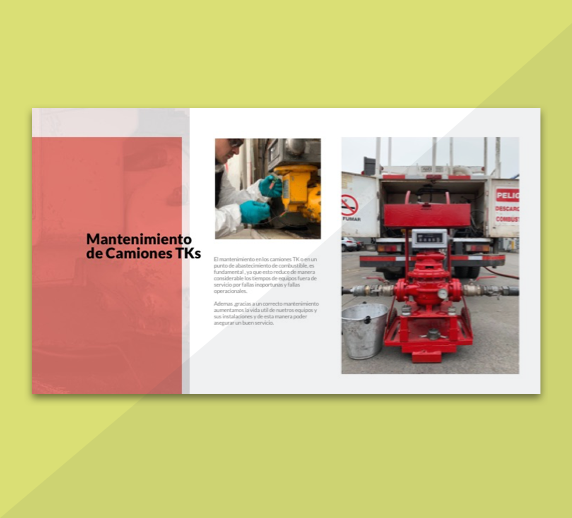 Mantenimiento
de Camiones TKs
El mantenimiento en los camiones TK o en un
punto de abastecimiento de combustible, es
fundamental , ya que esto reduce de manera
considerable los tiempos de equipos fuera de
servicio por fallas inoportunas y fallas
operacionales.
Ademas ,gracias a un correcto mantenimiento
aumentamos la vida util de nuestros equipos y
sus instalaciones y de esta manera poder
asegurar un buen servicio.
FUMAR
PELIG
DESCARG
COMBUST